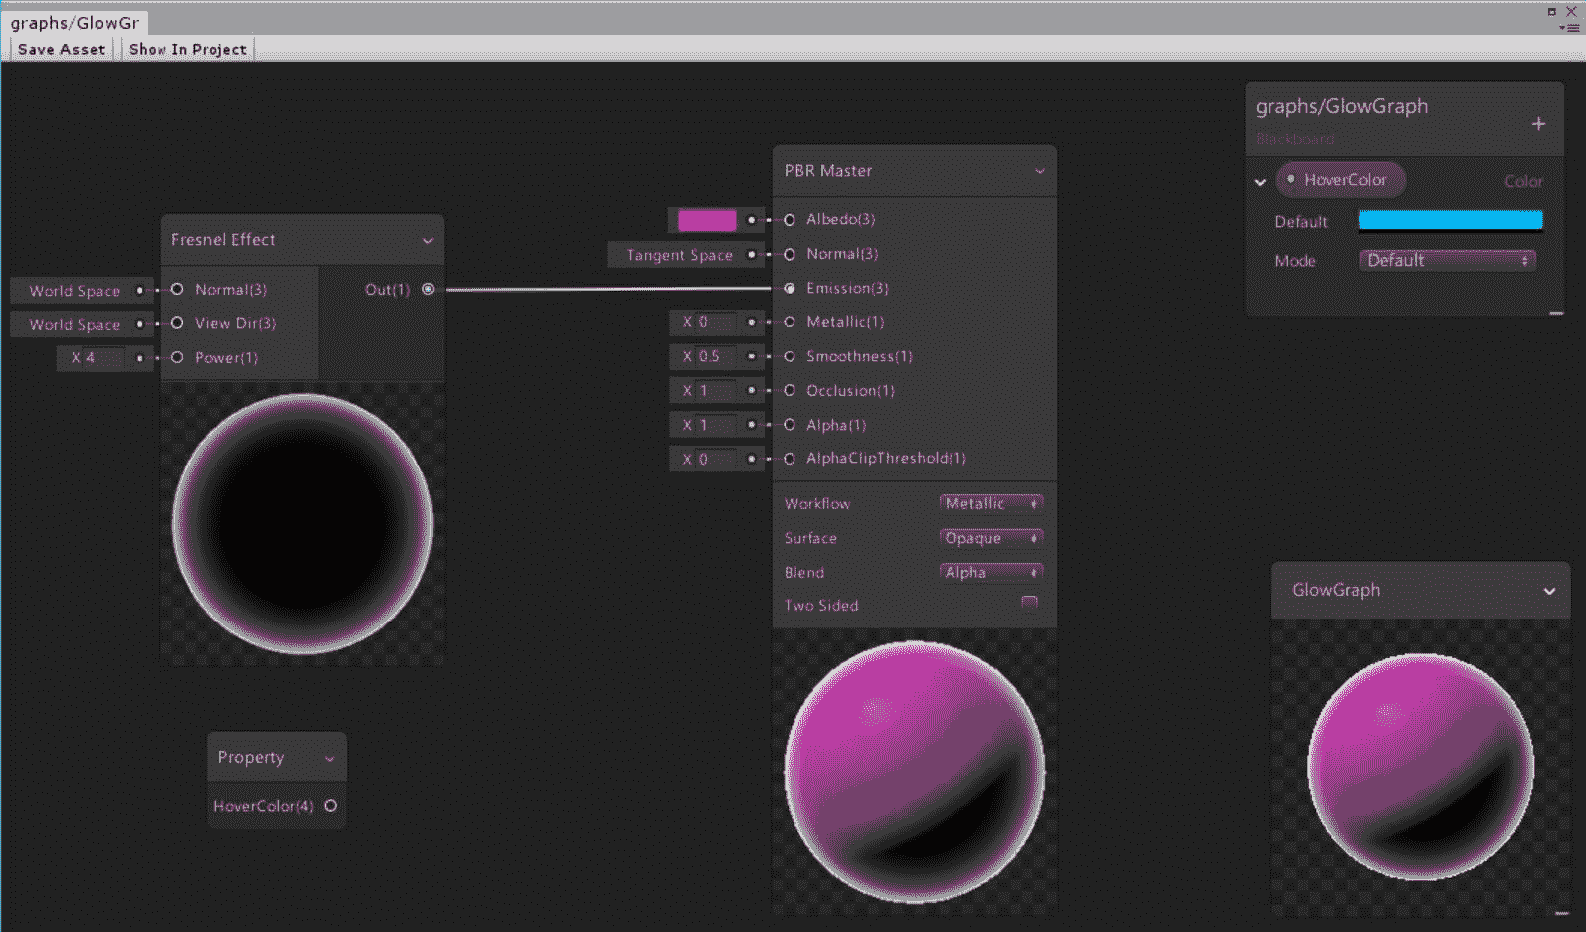 graphs/GlowGr
Save Asset
Show In Project
graphs/GlowGraph
Blackboard
HoverColor
Color
Default
Mode
Default
Fresnel Effect
World Space
Normal(3)
Out(1)
World Space
View Dir(3)
X 4
Power(1)
PBR Master
Albedo(3)
Tangent Space
Normal(3)
Emission(3)
X 0
Metallic(1)
X 0.5
Smoothness(1)
X 1
Occlusion(1)
X 1
Alpha(1)
X 0
AlphaClipThreshold(1)
Workflow
Metallic
Surface
Opaque
Blend
Alpha
Two Sided
GlowGraph
Property
HoverColor(4)